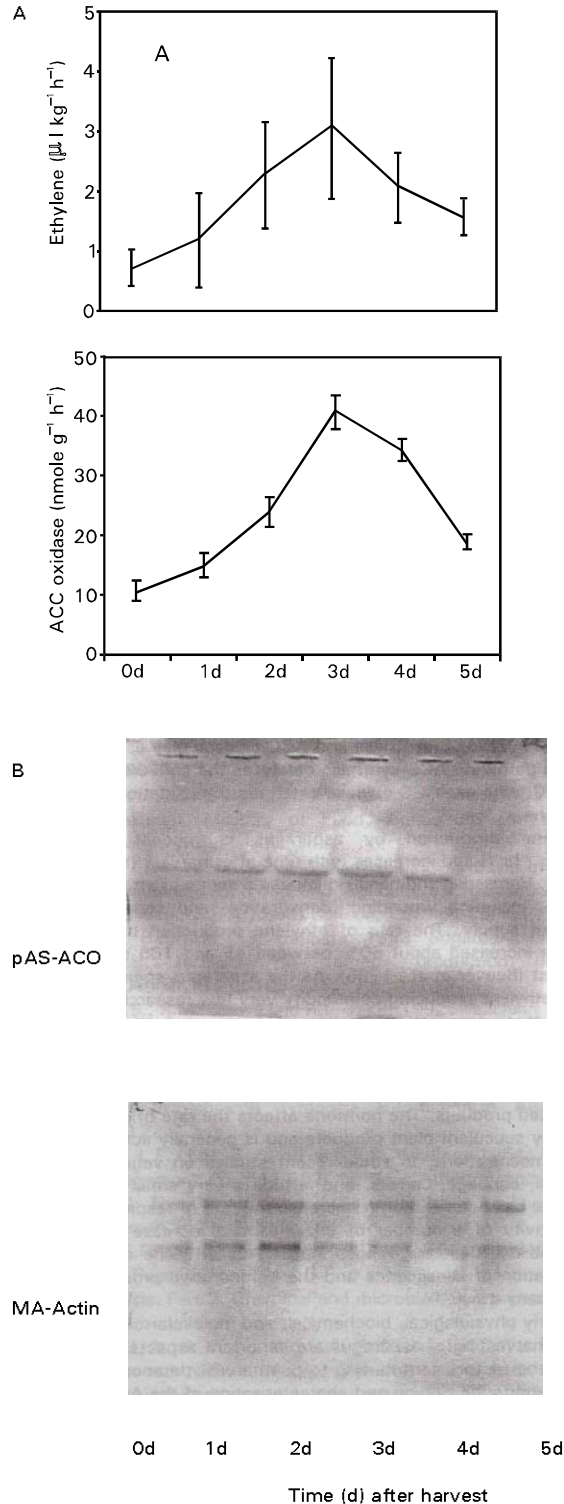 A
A
Ethylene (µ l kg⁻¹ h⁻¹)
5
4
3
2
1
0
ACC oxidase (nmole g⁻¹ h⁻¹)
50
40
30
20
10
0
0d 1d 2d 3d 4d 5d
B
pAS-ACO
MA-Actin
0d 1d 2d 3d 4d 5d
Time (d) after harvest